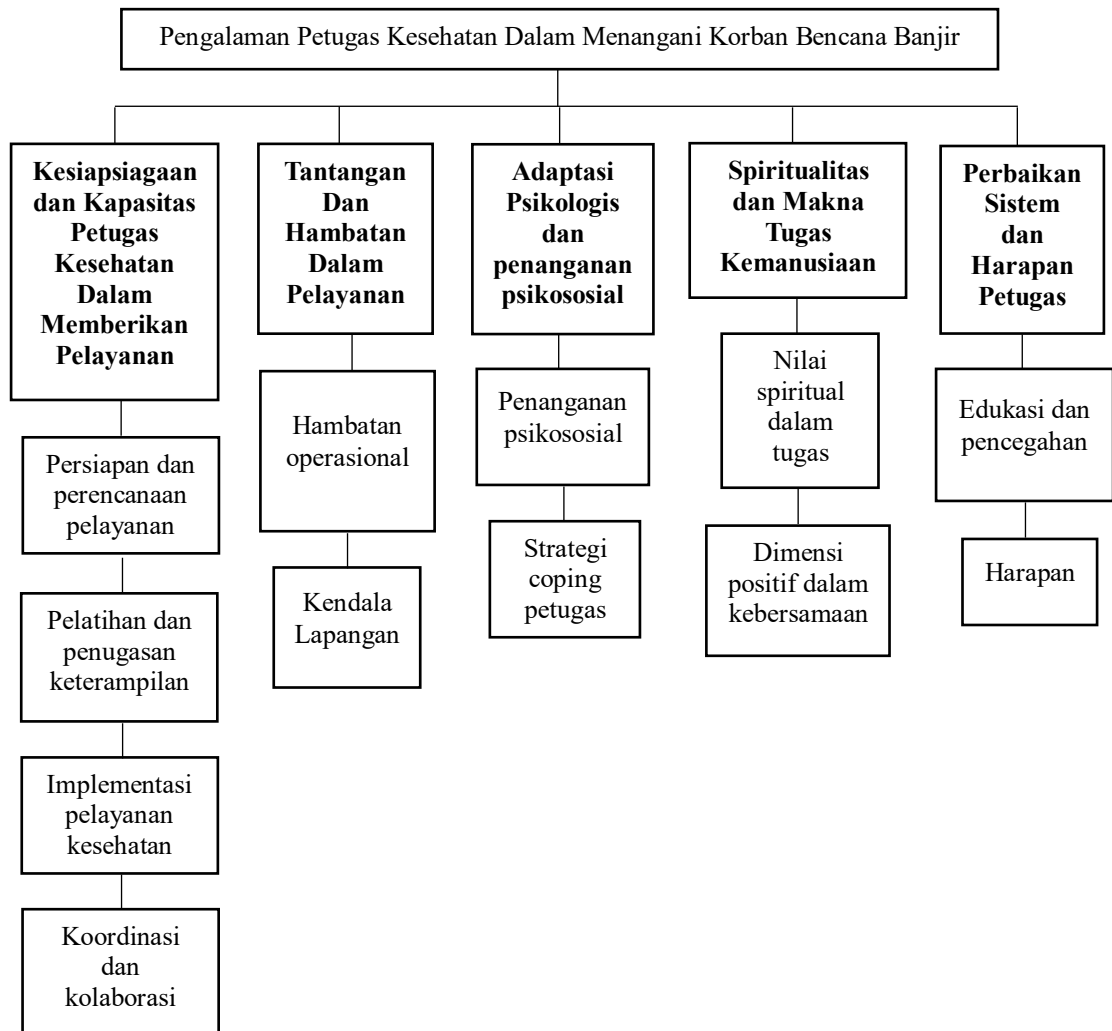 Pengalaman Petugas Kesehatan Dalam Menangani Korban Bencana Banjir
Kesiapsiagaan
dan Kapasitas
Petugas
Kesehatan
Dalam
Memberikan
Pelayanan
Persiapan dan
perencanaan
pelayanan
Pelatihan dan
penugasan
keterampilan
Implementasi
pelayanan
kesehatan
Koordinasi
dan
kolaborasi
Tantangan
Dan
Hambatan
Dalam
Pelayanan
Hambatan
operasional
Kendala
Lapangan
Adaptasi
Psikologis
dan
penanganan
psikososial
Penanganan
psikososial
Strategi
coping
petugas
Spiritualitas
dan Makna
Tugas
Kemanusiaan
Nilai
spiritual
dalam
tugas
Dimensi
positif dalam
kebersamaan
Perbaikan
Sistem
dan
Harapan
Petugas
Edukasi dan
pencegahan
Harapan